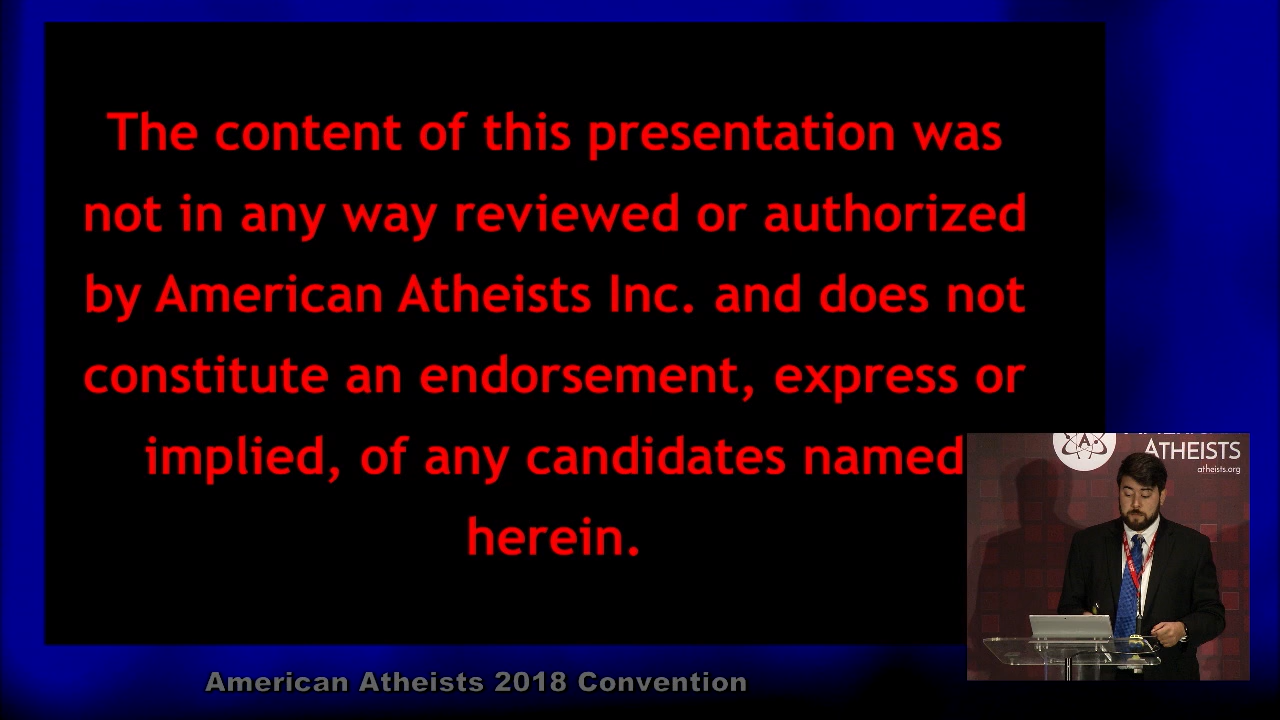 The content of this presentation was
not in any way reviewed or authorized
by American Atheists Inc. and does not
constitute an endorsement, express or
implied, of any candidates named
herein.
A
ATHEISTS
atheists.org
American Atheists 2018 Convention